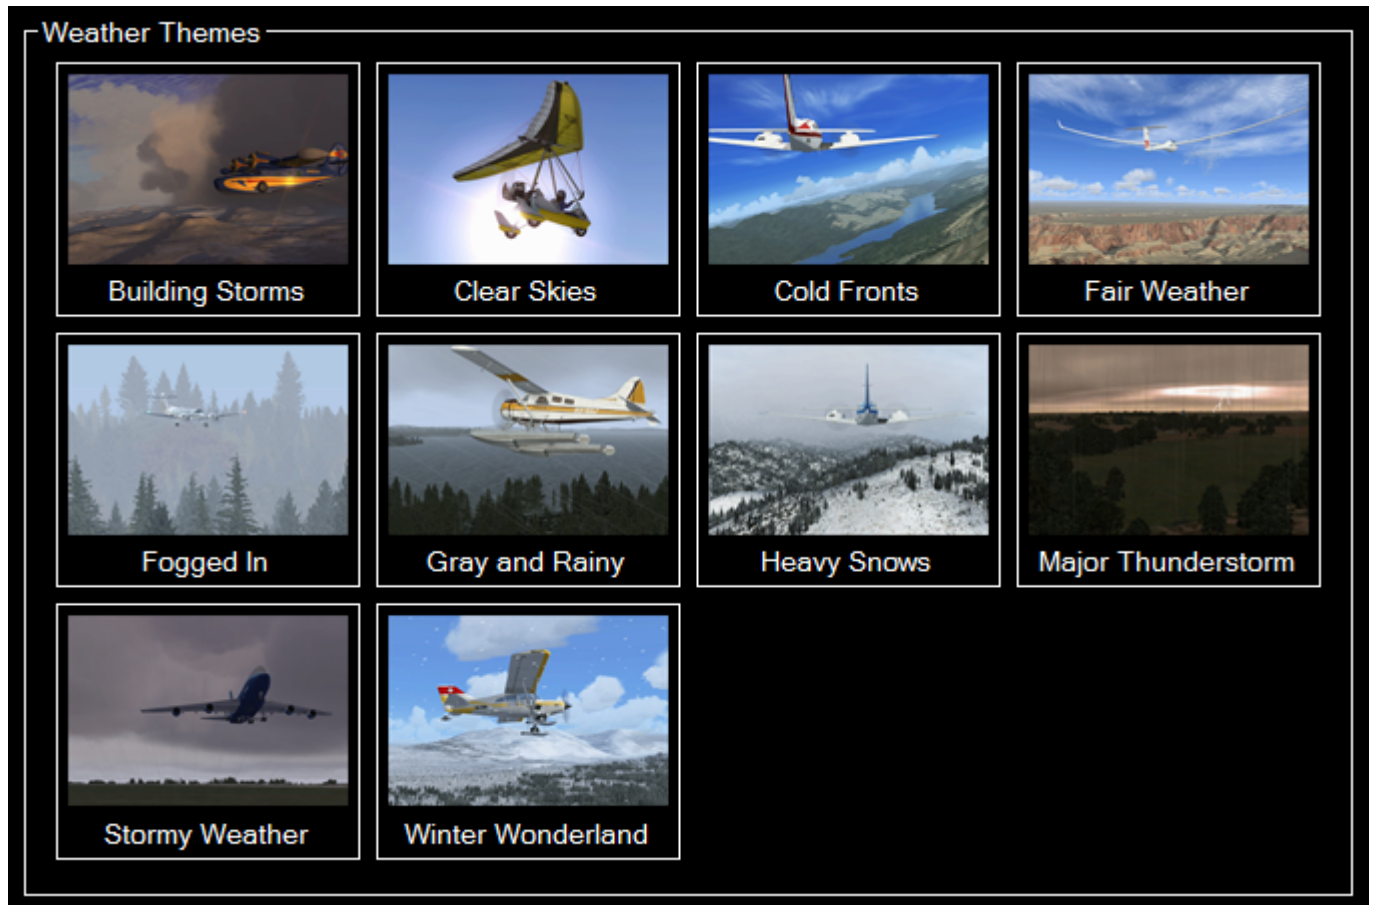 Weather Themes
Building Storms
Clear Skies
Cold Fronts
Fair Weather
Fogged In
Gray and Rainy
Heavy Snows
Major Thunderstorm
Stormy Weather
Winter Wonderland